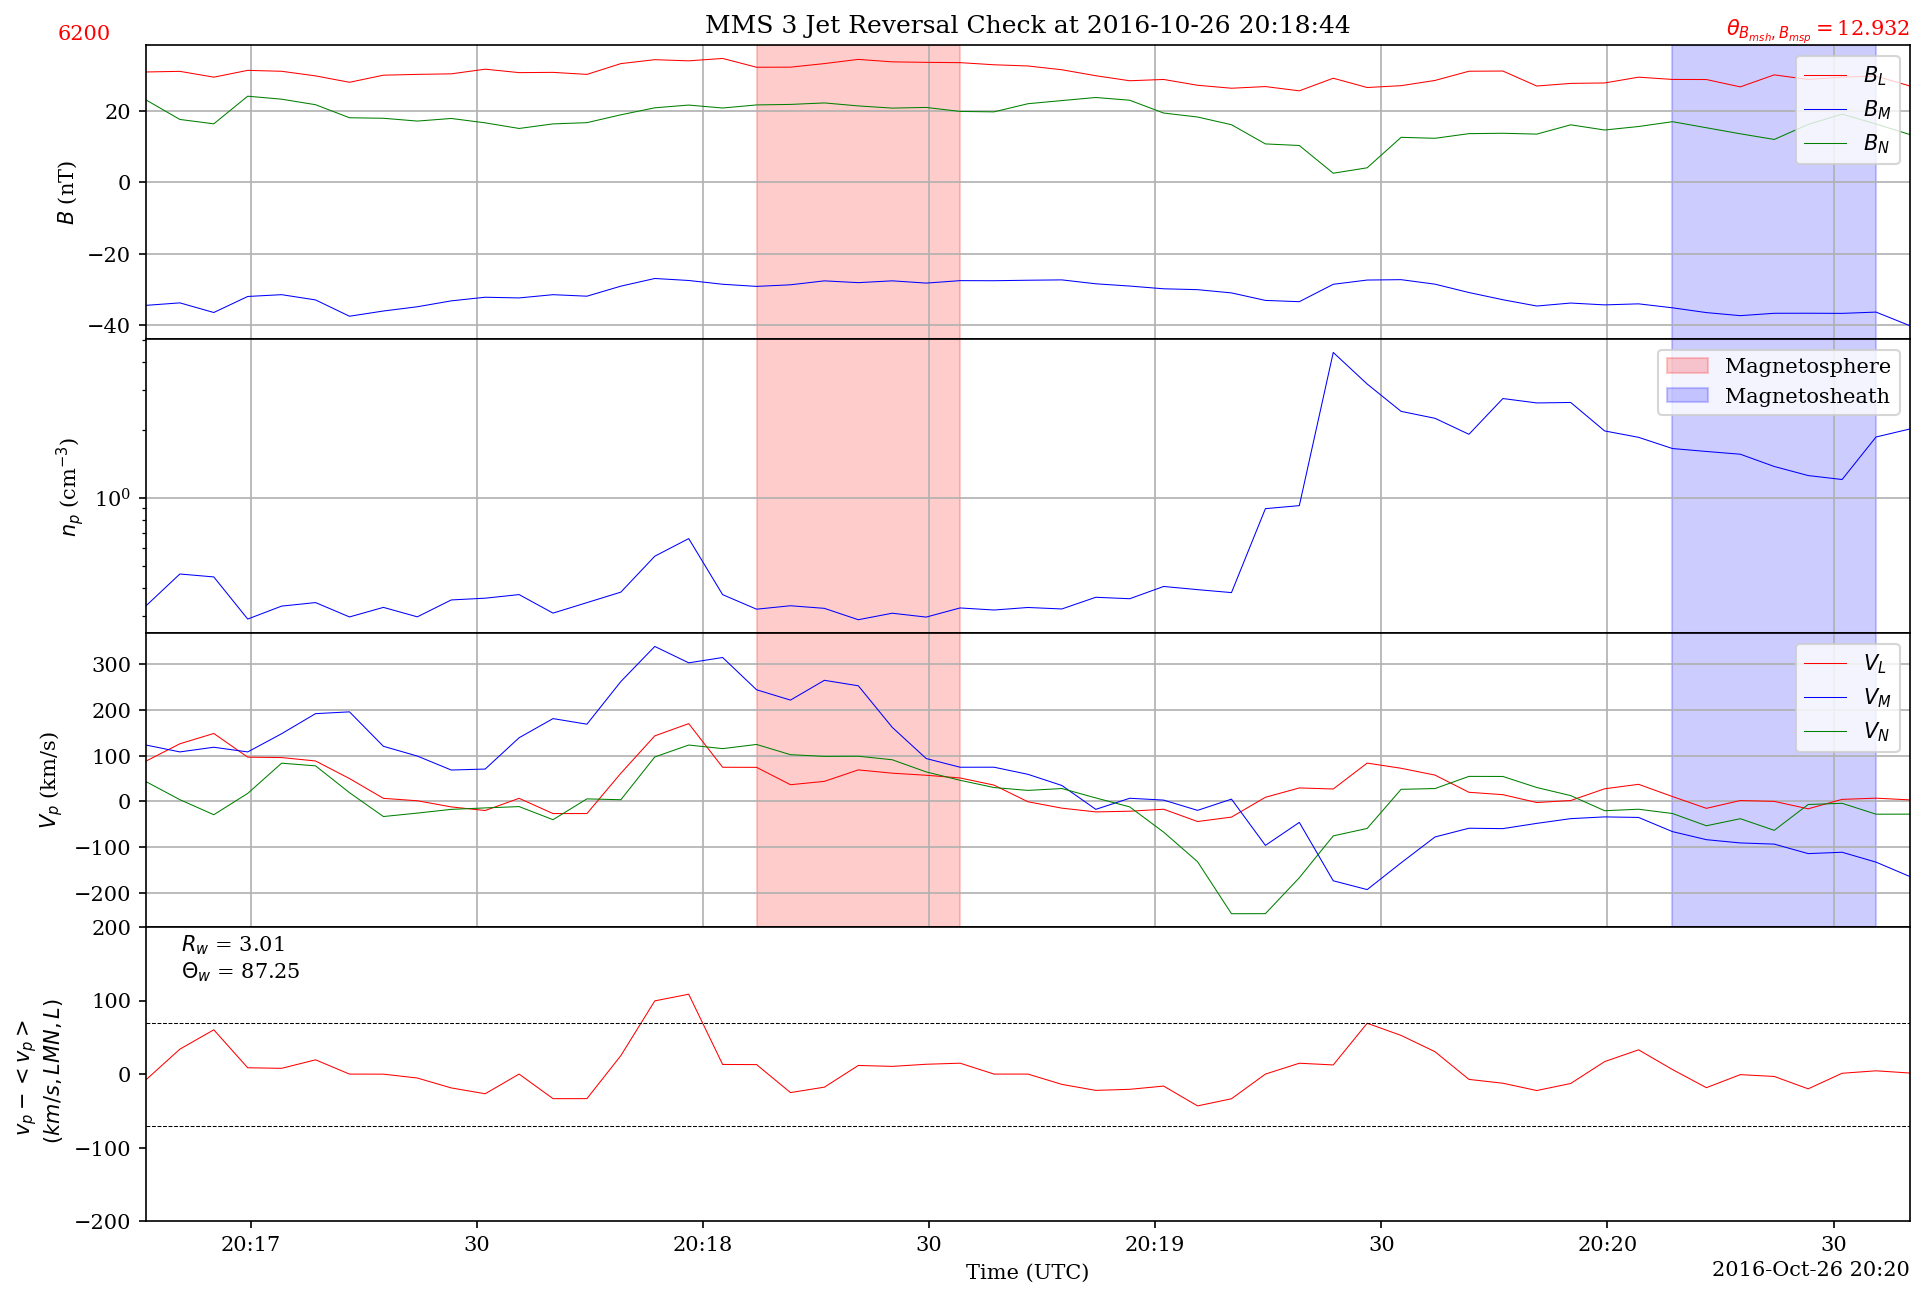 MMS 3 Jet Reversal Check at 2016-10-26 20:18:44
6200
θ_{B_{msh}, B_{msp}} = 12.932
B (nT)
20
0
−20
−40
B_L
B_M
B_N
n_p (cm^{−3})
10^0
Magnetosphere
Magnetosheath
V_p (km/s)
300
200
100
0
−100
−200
V_L
V_M
V_N
v_p − < v_p >
(km/s, LMN, L)
200
100
0
−100
−200
R_w = 3.01
Θ_w = 87.25
20:17 30 20:18 30 20:19 30 20:20 30
Time (UTC)
2016-Oct-26 20:20